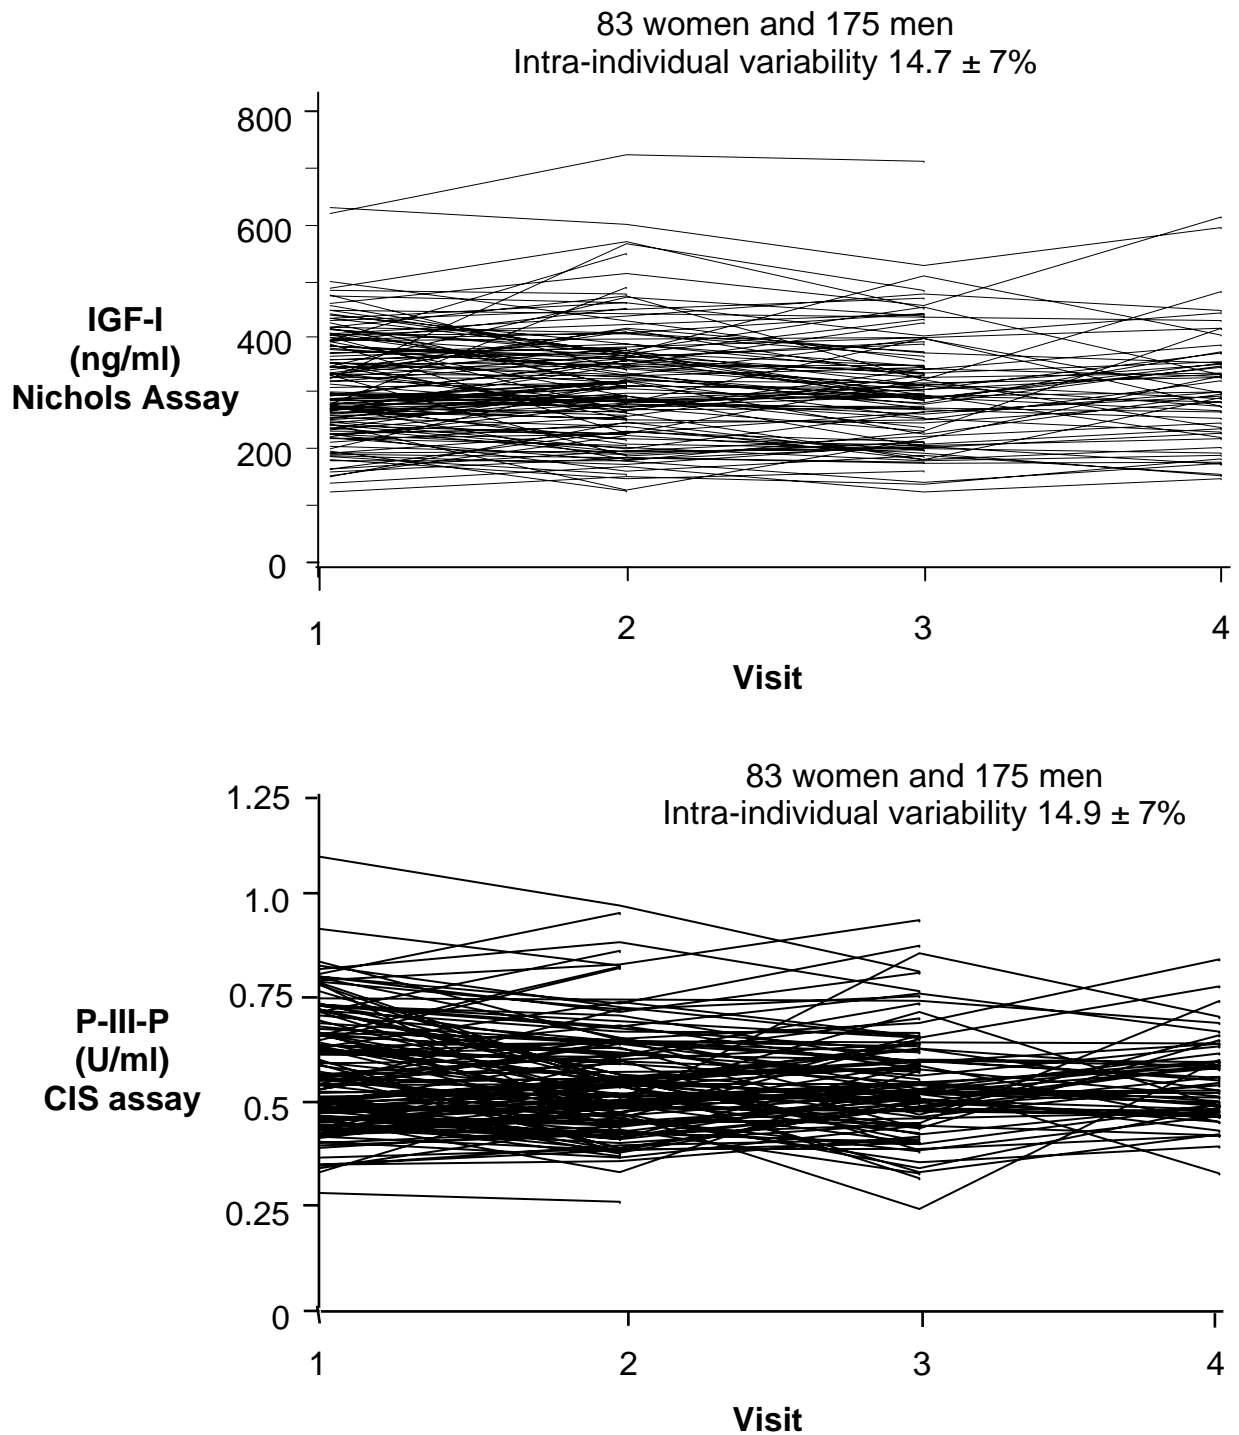 83 women and 175 men
Intra-individual variability 14.7 ± 7%
800
600
IGF-I
(ng/ml)
Nichols Assay
400
200
0
1
2
3
4
Visit
83 women and 175 men
Intra-individual variability 14.9 ± 7%
1.25
1.0
0.75
P-III-P
(U/ml)
CIS assay
0.5
0.25
0
1
2
3
4
Visit